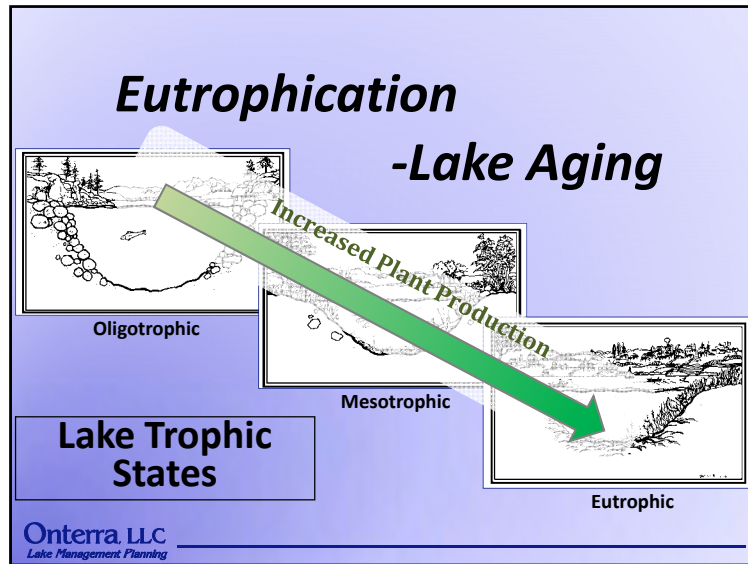 Eutrophication
-Lake Aging
Increased Plant Production
Oligotrophic
Mesotrophic
Eutrophic
Lake Trophic
States
Onterra, LLC
Lake Management Planning